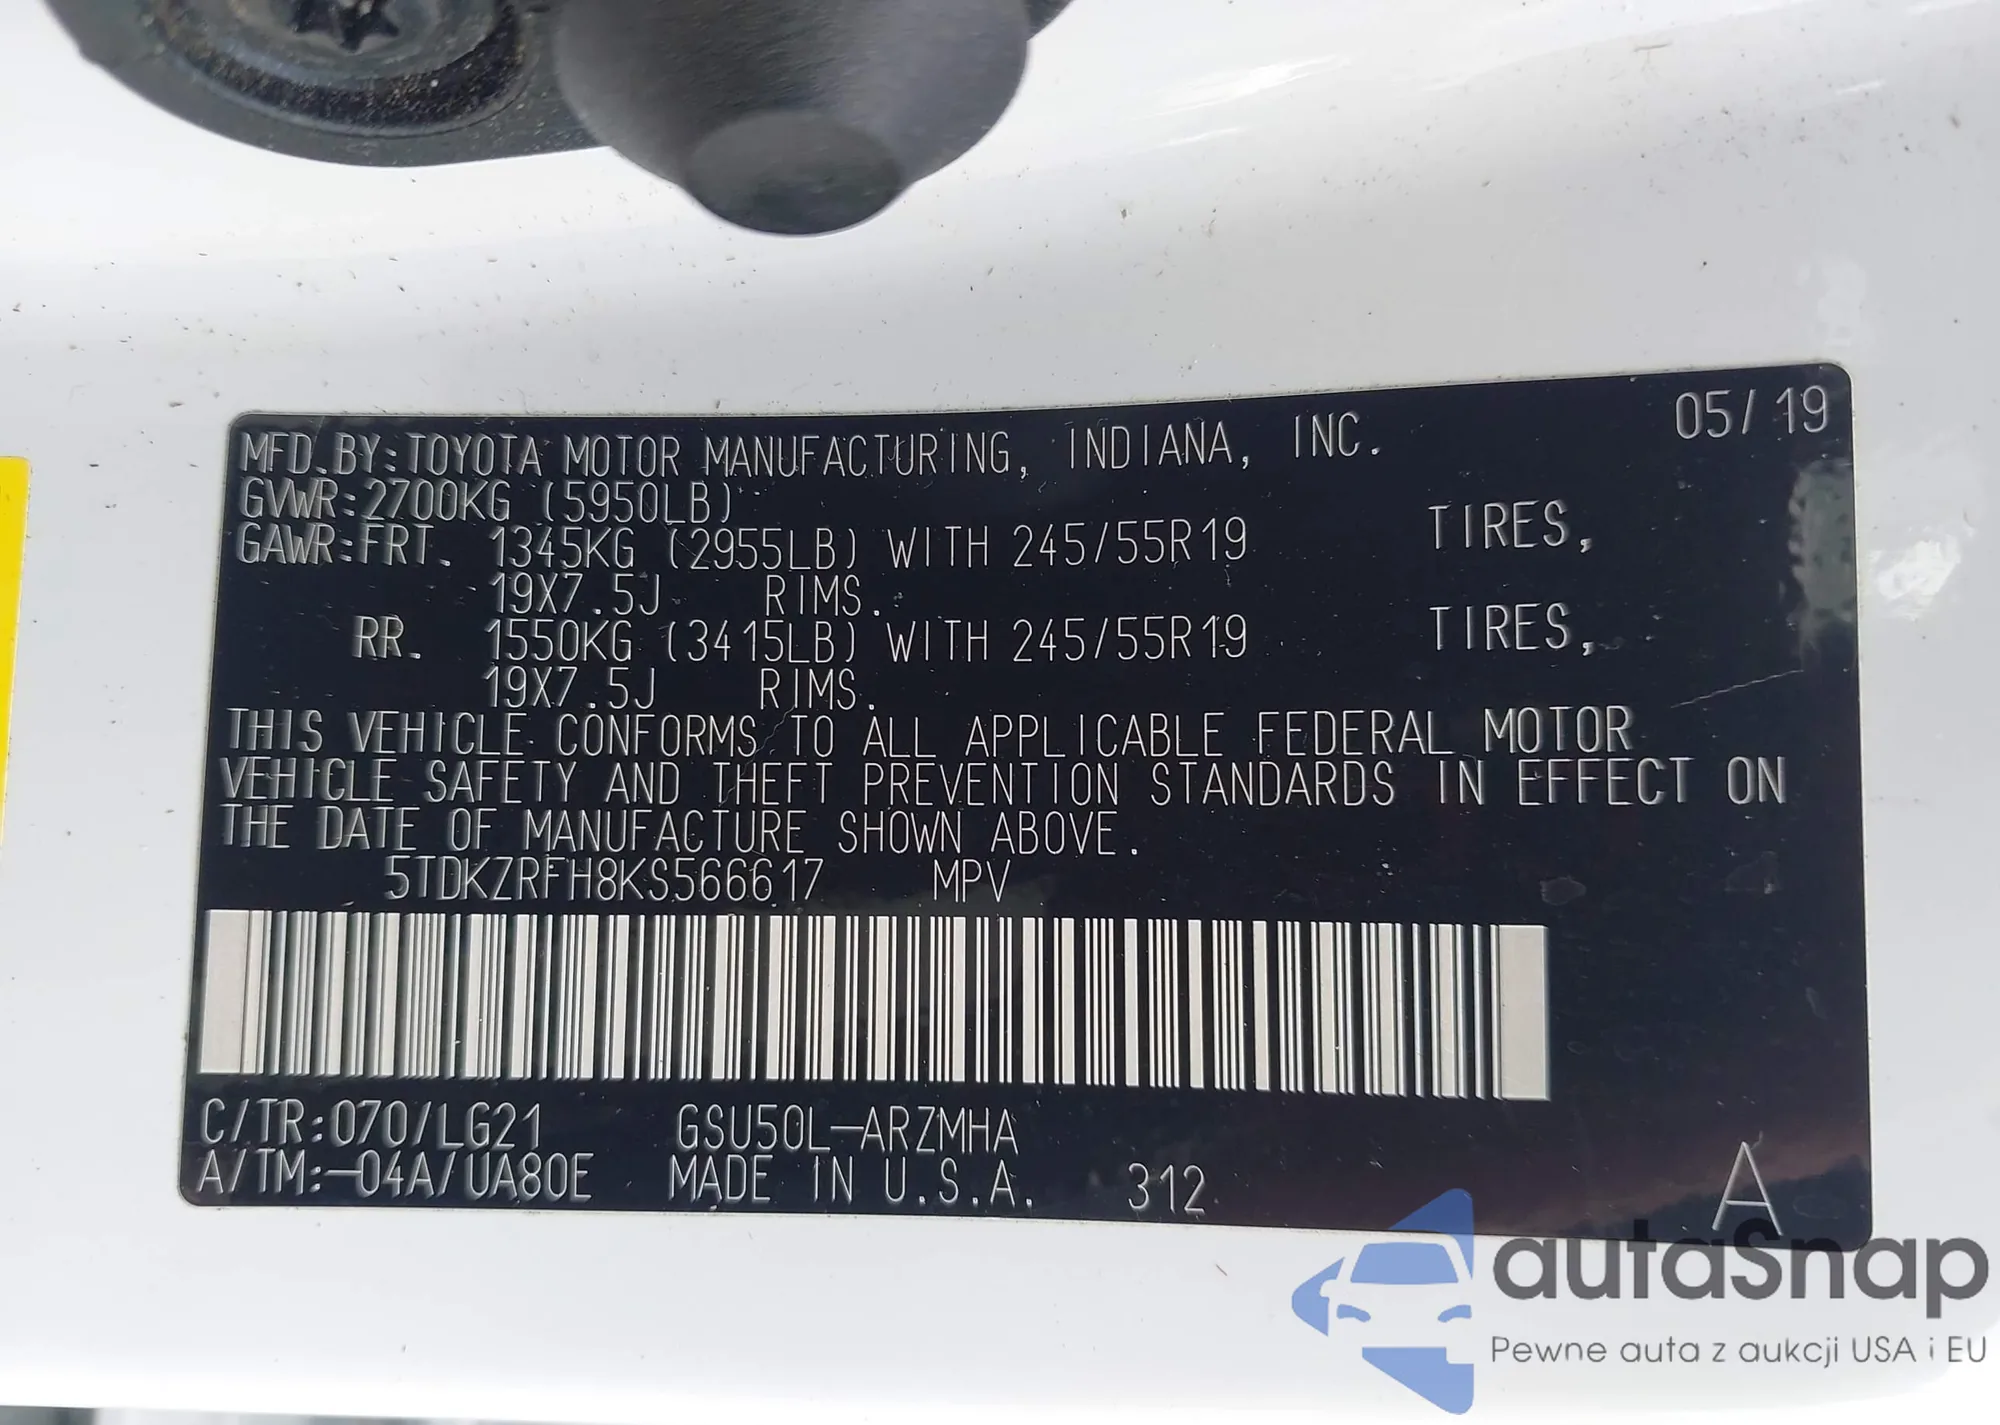 MFD.BY:TOYOTA MOTOR MANUFACTURING, INDIANA, INC. 05/19
GVWR:2700KG (5950LB)
GAWR:FRT. 1345KG (2955LB) WITH 245/55R19 TIRES,
19X7.5J RIMS.
RR. 1550KG (3415LB) WITH 245/55R19 TIRES,
19X7.5J RIMS.
THIS VEHICLE CONFORMS TO ALL APPLICABLE FEDERAL MOTOR
VEHICLE SAFETY AND THEFT PREVENTION STANDARDS IN EFFECT ON
THE DATE OF MANUFACTURE SHOWN ABOVE.
5TDKZRFH8KS566617 MPV
C/TR:070/LG21 GSU50L-ARZMHA
A/TM:-04A/UA80E MADE IN U.S.A. 312 A
autoSnap
Pewne auta z aukcji USA i EU